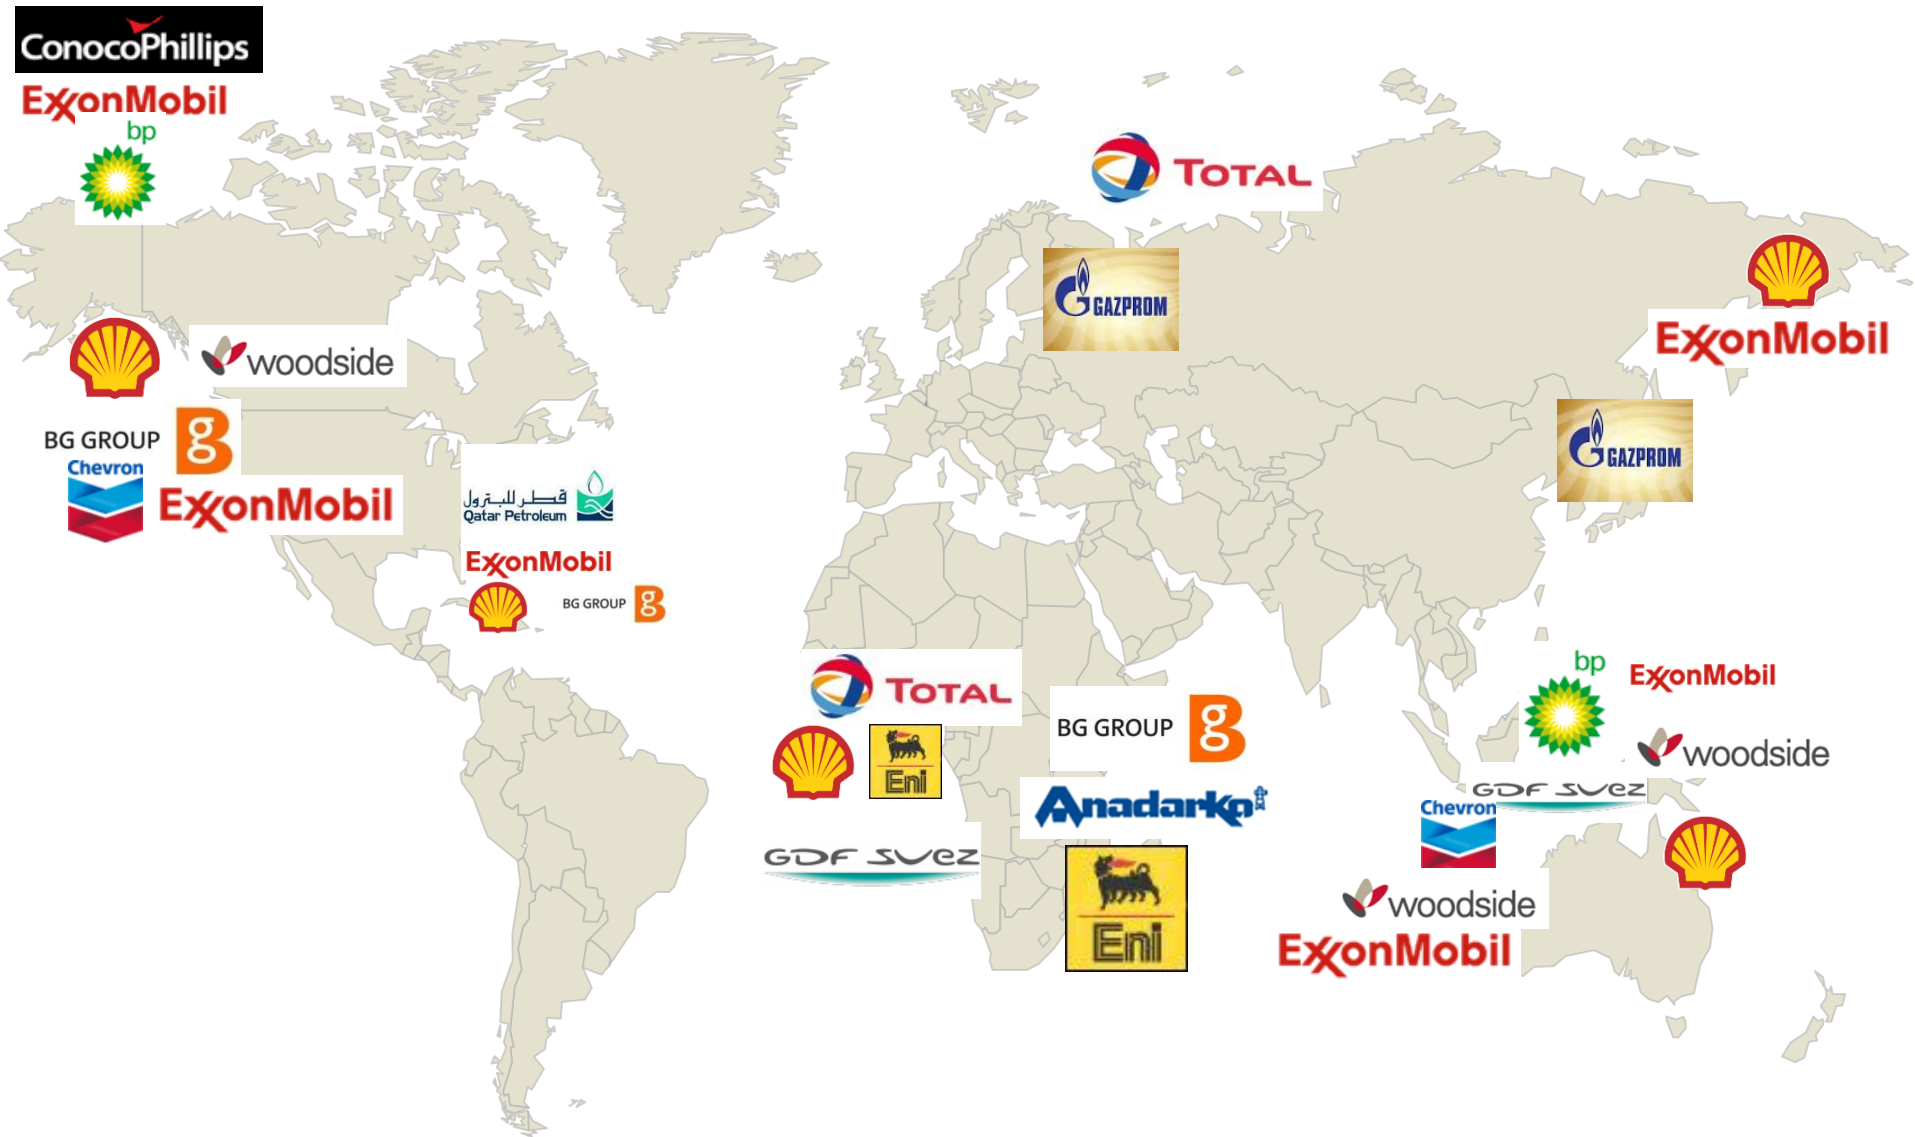 ConocoPhillips
ExxonMobil
bp
TOTAL
GAZPROM
ExxonMobil
woodside
BG GROUP g
Chevron
ExxonMobil
قطر للبترول
Qatar Petroleum
ExxonMobil
BG GROUP g
GAZPROM
TOTAL
Eni
BG GROUP g
Anadarko
GDF SUEZ
Eni
bp
ExxonMobil
woodside
GDF SUEZ
Chevron
woodside
ExxonMobil